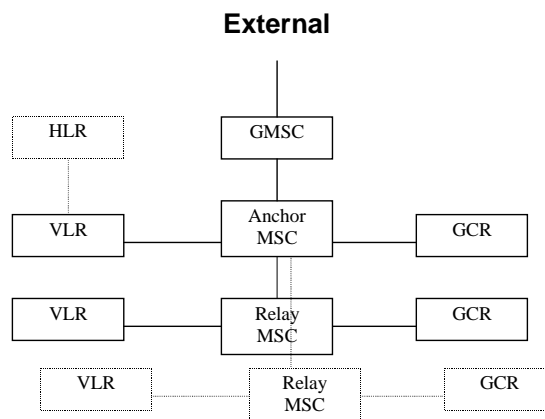 External
HLR
GMSC
VLR
Anchor
MSC
GCR
VLR
Relay
MSC
GCR
VLR
Relay
MSC
GCR